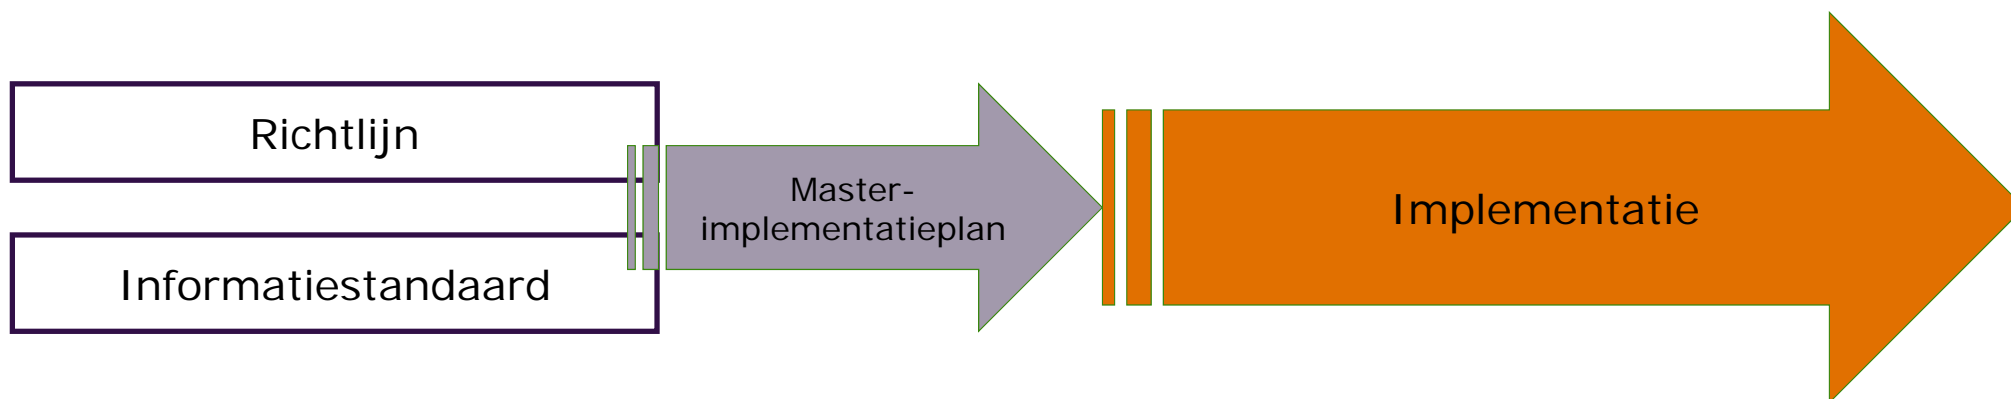 Richtlijn
Informatiestandaard
Master-
implementatieplan
Implementatie